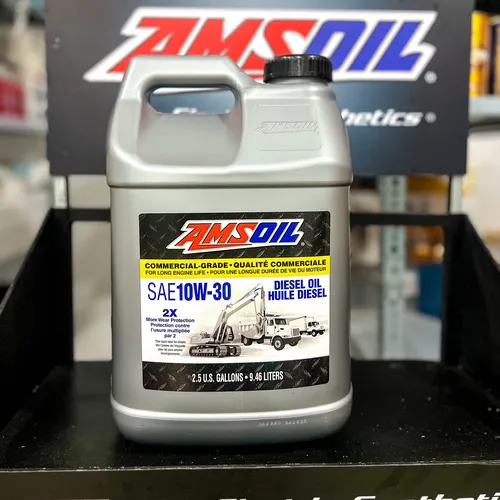 AMSOIL
AMSOIL
AMSOIL
COMMERCIAL-GRADE • QUALITÉ COMMERCIALE
FOR LONG ENGINE LIFE • POUR UNE LONGUE DURÉE DE VIE DU MOTEUR
SAE 10W-30
DIESEL OIL
HUILE DIESEL
2X
More Wear Protection
Protection contre
l'usure multipliée
par 2
2.5 U.S. GALLONS • 9.46 LITERS